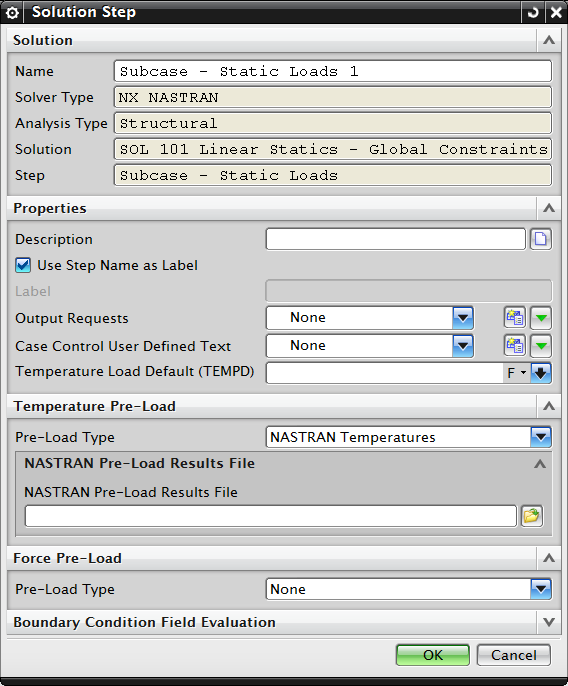 Solution Step
Solution
Name Subcase - Static Loads 1
Solver Type NX NASTRAN
Analysis Type Structural
Solution SOL 101 Linear Statics - Global Constraints
Step Subcase - Static Loads
Properties
Description
Use Step Name as Label
Label
Output Requests None
Case Control User Defined Text None
Temperature Load Default (TEMPD) F
Temperature Pre-Load
Pre-Load Type NASTRAN Temperatures
NASTRAN Pre-Load Results File
NASTRAN Pre-Load Results File
Force Pre-Load
Pre-Load Type None
Boundary Condition Field Evaluation
OK Cancel